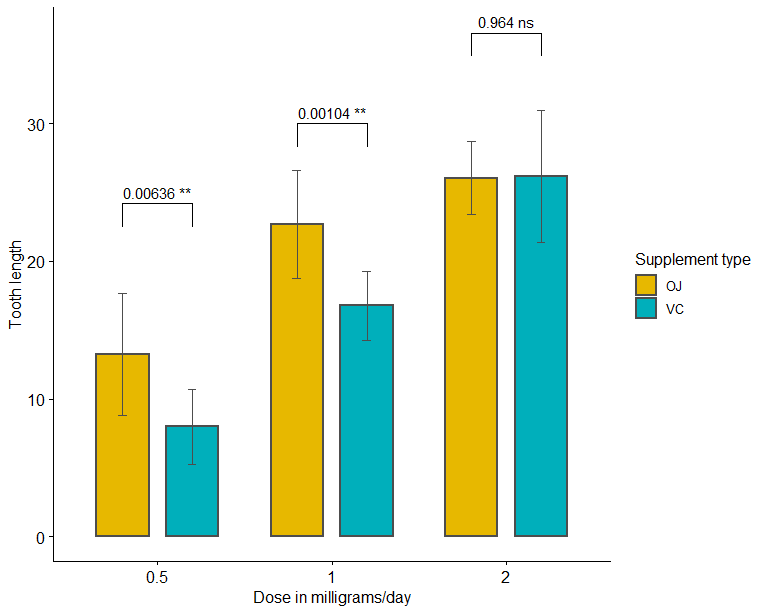 0.964 ns
0.00104 **
0.00636 **
30
20
10
0
Tooth length
0.5
1
2
Dose in milligrams/day
Supplement type
OJ
VC